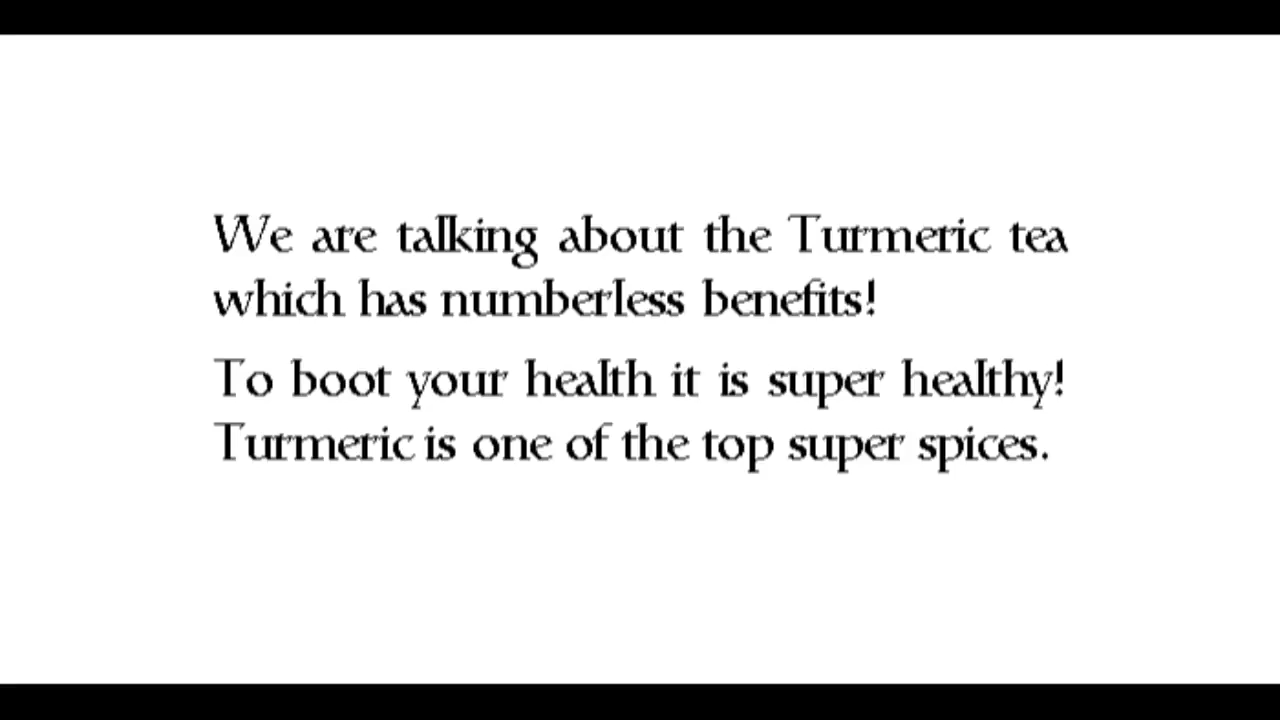 We are talking about the Turmeric tea
which has numberless benefits!
To boot your health it is super healthy!
Turmeric is one of the top super spices.